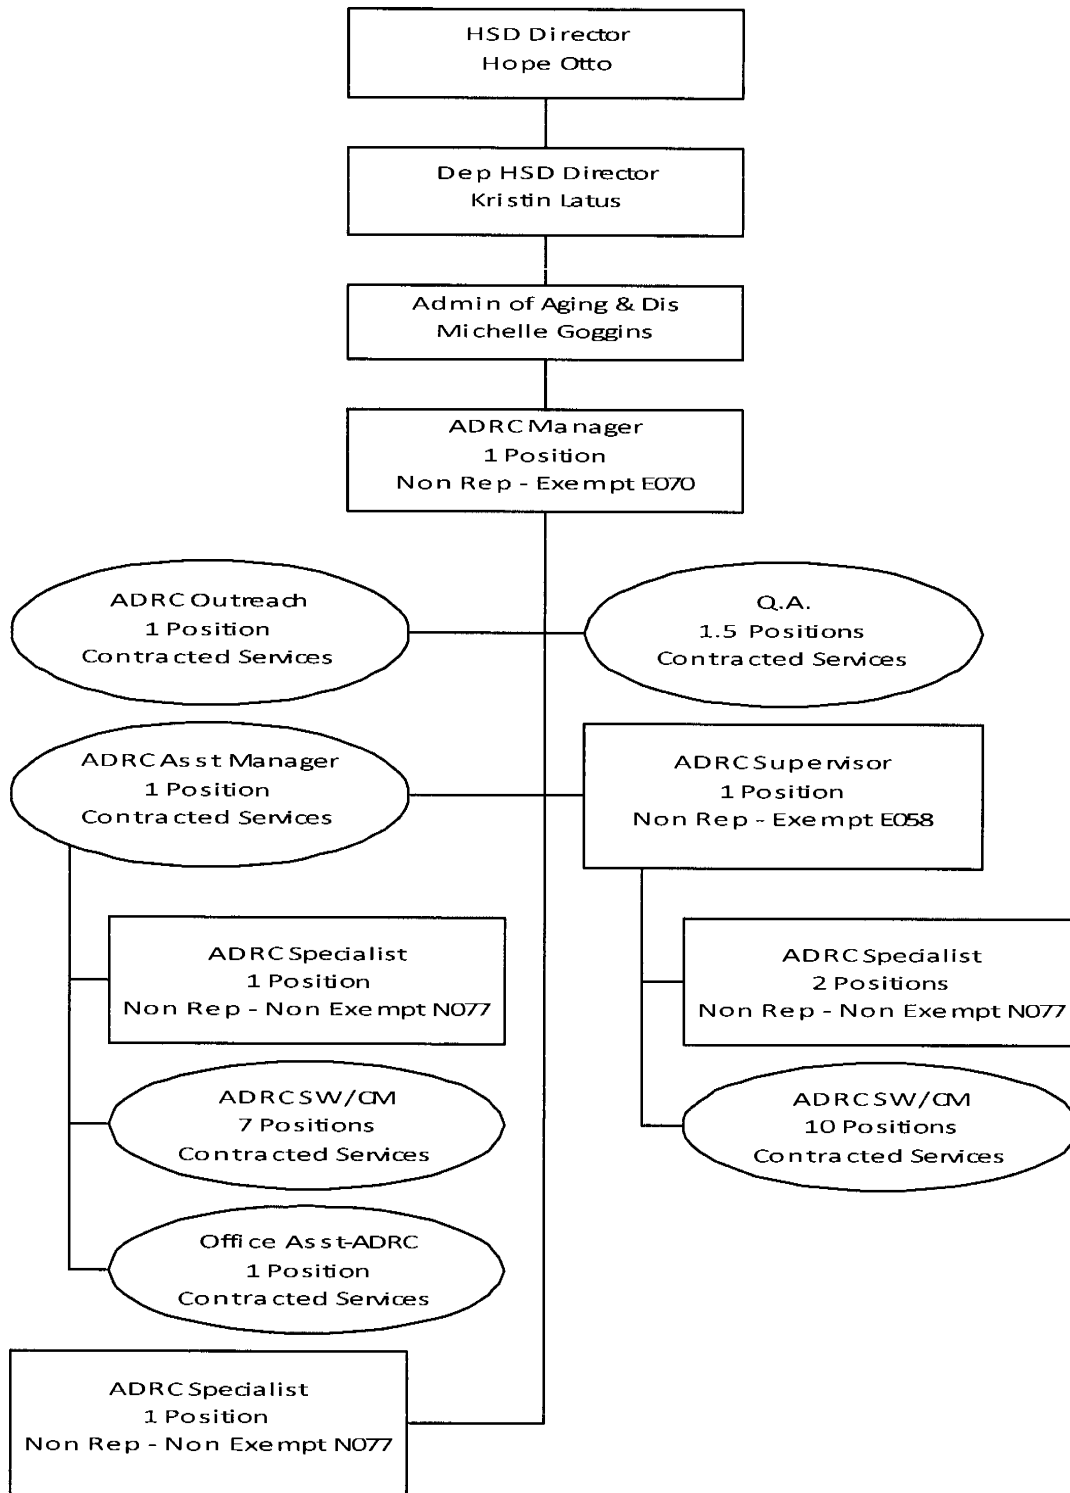 HSD Director
Hope Otto
Dep HSD Director
Kristin Latus
Admin of Aging & Dis
Michelle Goggins
ADRC Manager
1 Position
Non Rep - Exempt E070
ADRC Outreach
1 Position
Contracted Services
Q.A.
1.5 Positions
Contracted Services
ADRC Asst Manager
1 Position
Contracted Services
ADRC Supervisor
1 Position
Non Rep - Exempt E058
ADRC Specialist
1 Position
Non Rep - Non Exempt N077
ADRC Specialist
2 Positions
Non Rep - Non Exempt N077
ADRC SW/CM
7 Positions
Contracted Services
ADRC SW/CM
10 Positions
Contracted Services
Office Asst-ADRC
1 Position
Contracted Services
ADRC Specialist
1 Position
Non Rep - Non Exempt N077